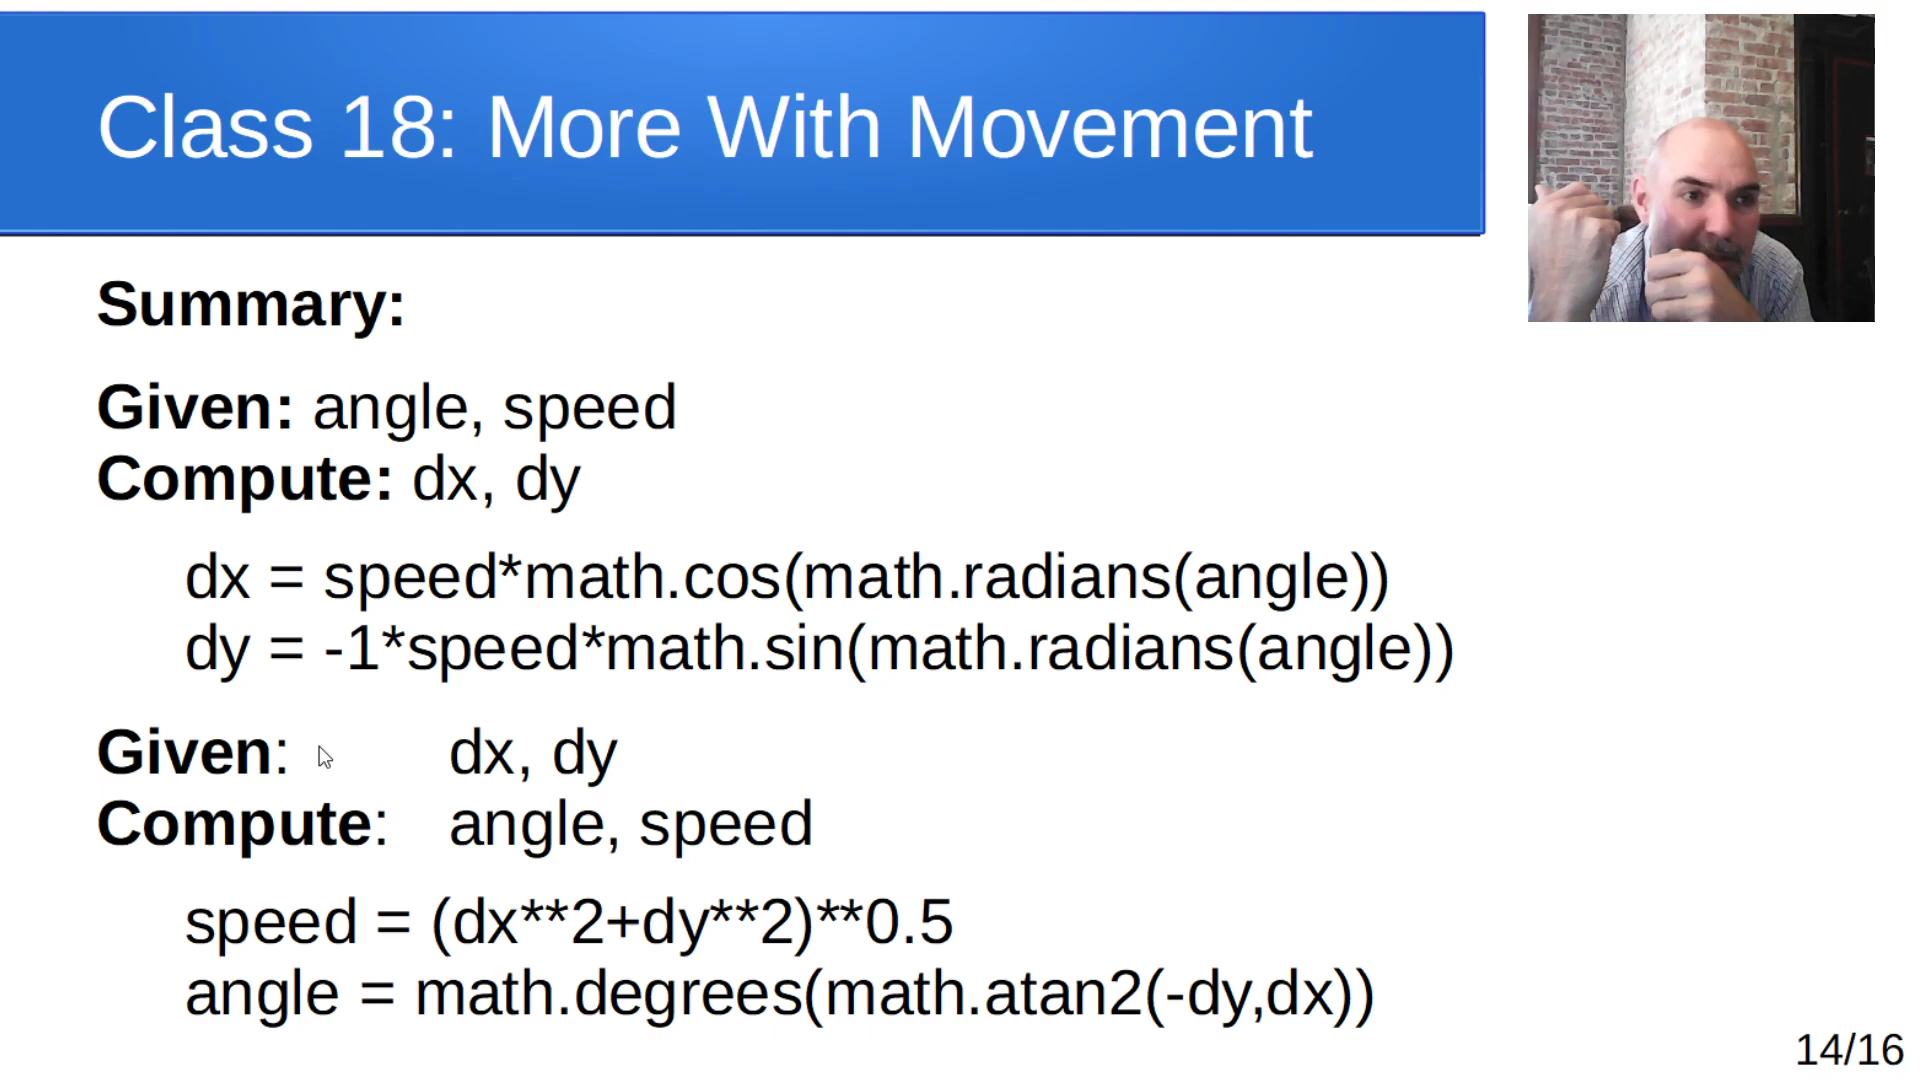 Class 18: More With Movement
Summary:
Given: angle, speed
Compute: dx, dy
dx = speed*math.cos(math.radians(angle))
dy = -1*speed*math.sin(math.radians(angle))
Given: dx, dy
Compute: angle, speed
speed = (dx**2+dy**2)**0.5
angle = math.degrees(math.atan2(-dy,dx))
14/16